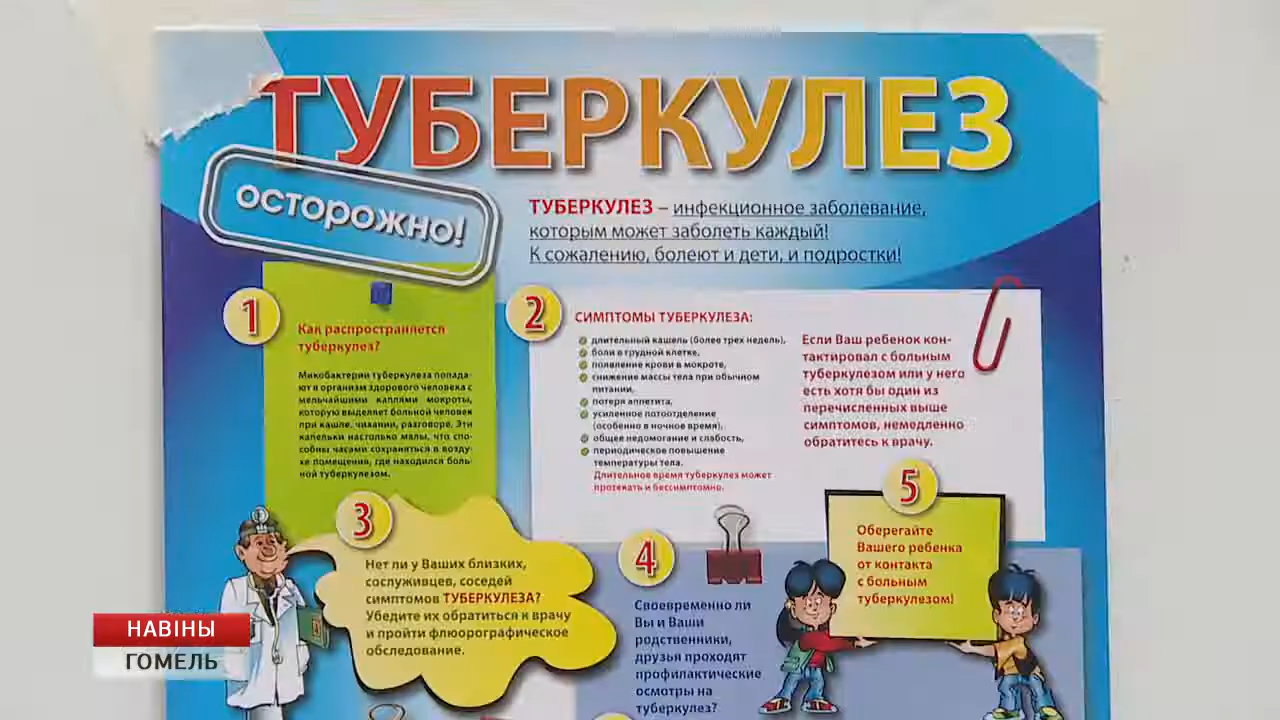 ТУБЕРКУЛЕЗ
ОСТОРОЖНО!
ТУБЕРКУЛЕЗ – инфекционное заболевание,
которым может заболеть каждый!
К сожалению, болеют и дети, и подростки!
1
Как распространяется
туберкулез?
Микобактерии туберкулеза попада-
ют в организм здорового человека с
мельчайшими каплями мокроты,
которую выделяет больной человек
при кашле, чихании, разговоре. Эти
капельки настолько малы, что спо-
собны часами сохраняться в возду-
хе помещения, где находился боль-
ной туберкулезом.
2
СИМПТОМЫ ТУБЕРКУЛЕЗА:
длительный кашель (более трех недель),
боли в грудной клетке,
появление крови в мокроте,
снижение массы тела при обычном
питании,
потеря аппетита,
усиленное потоотделение
(особенно в ночное время),
общее недомогание и слабость,
периодическое повышение
температуры тела.
Длительное время туберкулез может
протекать и бессимптомно.
Если Ваш ребенок кон-
тактировал с больным
туберкулезом или у него
есть хотя бы один из
перечисленных выше
симптомов, немедленно
обратитесь к врачу.
3
Нет ли у Ваших близких,
сослуживцев, соседей
симптомов ТУБЕРКУЛЕЗА?
Убедите их обратиться к врачу
и пройти флюорографическое
обследование.
4
Своевременно ли
Вы и Ваши
родственники,
друзья проходят
профилактические
осмотры на
туберкулез?
5
Оберегайте
Вашего ребенка
от контакта
с больным
туберкулезом!
НАВІНЫ
ГОМЕЛЬ